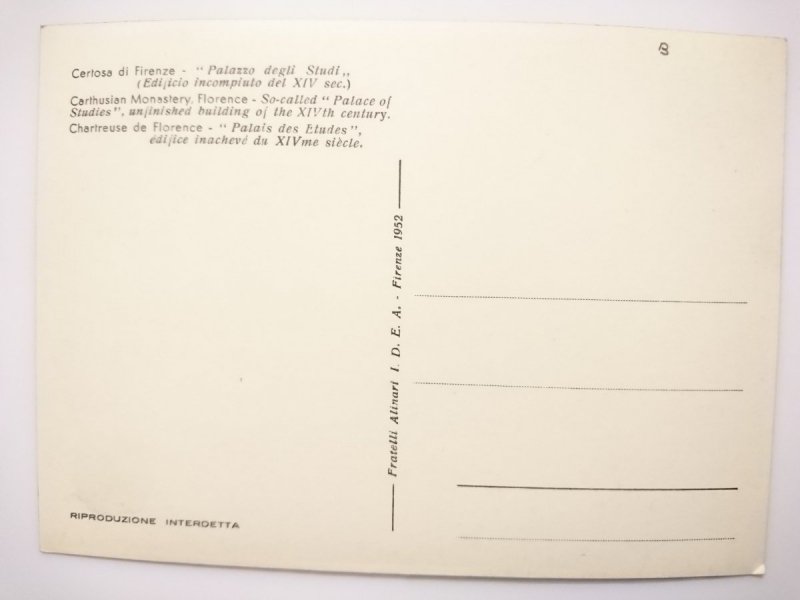 Certosa di Firenze - “Palazzo degli Studi„
(Edificio incompiuto del XIV sec.)
Carthusian Monastery, Florence - So-called “Palace of
Studies”, unfinished building of the XIVth century.
Chartreuse de Florence - “Palais des Etudes”,
édifice inachevé du XIVme siècle.
Fratelli Alinari I. D. E. A. - Firenze 1952
RIPRODUZIONE INTERDETTA